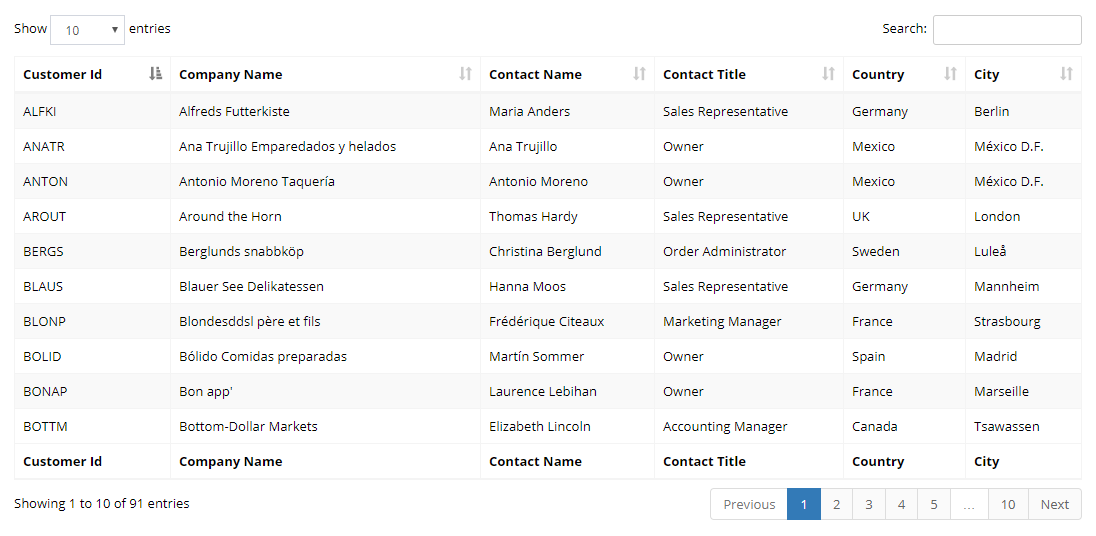 Show 10 entries Search:
Customer Id Company Name Contact Name Contact Title Country City
ALFKI Alfreds Futterkiste Maria Anders Sales Representative Germany Berlin
ANATR Ana Trujillo Emparedados y helados Ana Trujillo Owner Mexico México D.F.
ANTON Antonio Moreno Taquería Antonio Moreno Owner Mexico México D.F.
AROUT Around the Horn Thomas Hardy Sales Representative UK London
BERGS Berglunds snabbköp Christina Berglund Order Administrator Sweden Luleå
BLAUS Blauer See Delikatessen Hanna Moos Sales Representative Germany Mannheim
BLONP Blondesddsl père et fils Frédérique Citeaux Marketing Manager France Strasbourg
BOLID Bólido Comidas preparadas Martín Sommer Owner Spain Madrid
BONAP Bon app' Laurence Lebihan Owner France Marseille
BOTTM Bottom-Dollar Markets Elizabeth Lincoln Accounting Manager Canada Tsawassen
Customer Id Company Name Contact Name Contact Title Country City
Showing 1 to 10 of 91 entries Previous 1 2 3 4 5 ... 10 Next